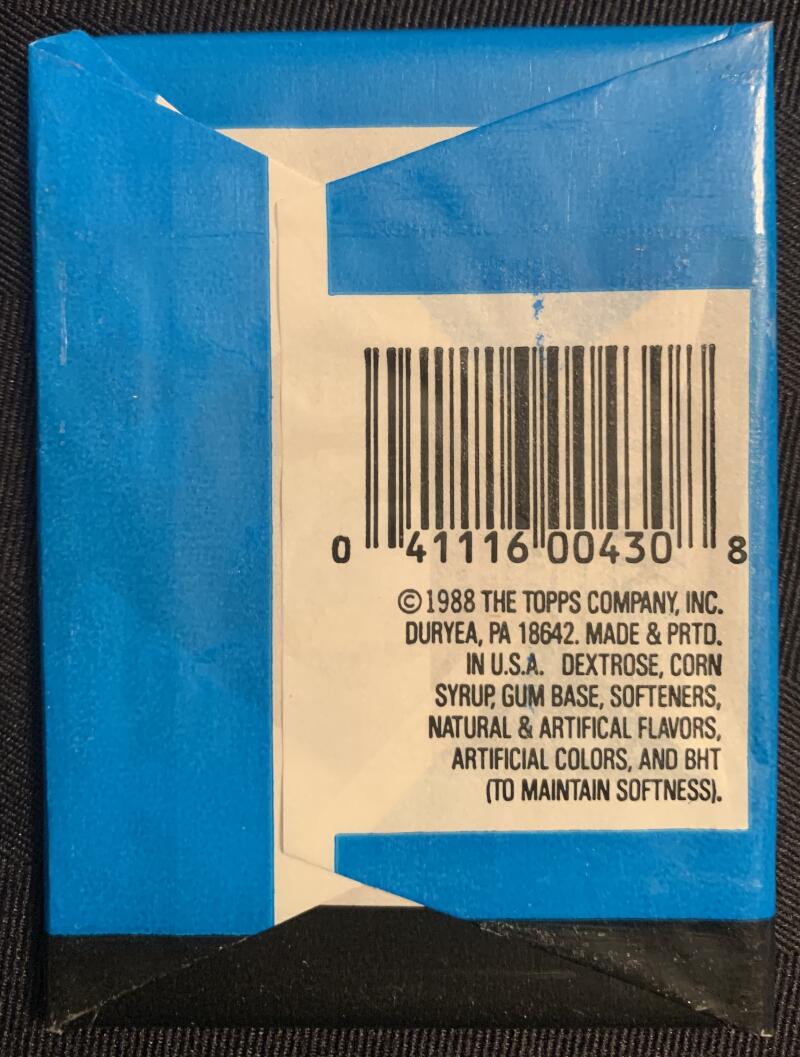 0 41116 00430 8
©1988 THE TOPPS COMPANY, INC.
DURYEA, PA 18642. MADE & PRTD.
IN U.S.A. DEXTROSE, CORN
SYRUP, GUM BASE, SOFTENERS,
NATURAL & ARTIFICAL FLAVORS,
ARTIFICIAL COLORS, AND BHT
(TO MAINTAIN SOFTNESS).